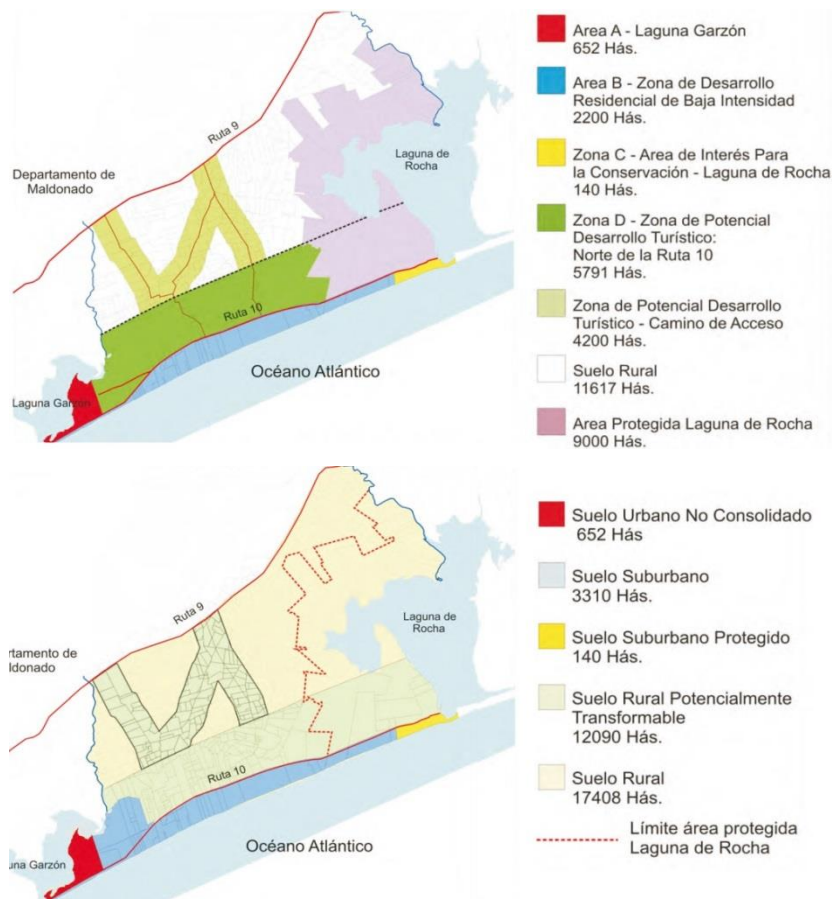 Ruta 9
Departamento de
Maldonado
Laguna de
Rocha
Ruta 10
Océano Atlántico
Laguna Garzón
Area A - Laguna Garzón
652 Hás.
Area B - Zona de Desarrollo
Residencial de Baja Intensidad
2200 Hás.
Zona C - Area de Interés Para
la Conservación - Laguna de Rocha
140 Hás.
Zona D - Zona de Potencial
Desarrollo Turístico:
Norte de la Ruta 10
5791 Hás.
Zona de Potencial Desarrollo
Turístico - Camino de Acceso
4200 Hás.
Suelo Rural
11617 Hás.
Area Protegida Laguna de Rocha
9000 Hás.
Ruta 9
artamento de
ldonado
Laguna de
Rocha
Ruta 10
Océano Atlántico
una Garzón
Suelo Urbano No Consolidado
652 Hás
Suelo Suburbano
3310 Hás.
Suelo Suburbano Protegido
140 Hás.
Suelo Rural Potencialmente
Transformable
12090 Hás.
Suelo Rural
17408 Hás.
Límite área protegida
Laguna de Rocha